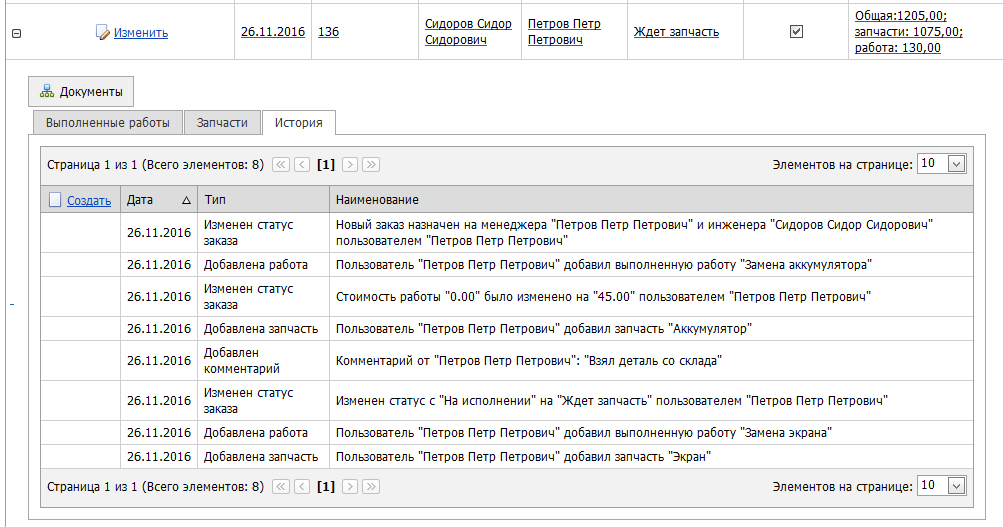 Изменить 26.11.2016 136 Сидоров Сидор Сидорович Петров Петр Петрович Ждет запчасть Общая:1205,00; запчасти: 1075,00; работа: 130,00
Документы
Выполненные работы Запчасти История
Страница 1 из 1 (Всего элементов: 8) [1] Элементов на странице: 10
Создать Дата Тип Наименование
26.11.2016 Изменен статус заказа Новый заказ назначен на менеджера "Петров Петр Петрович" и инженера "Сидоров Сидор Сидорович" пользователем "Петров Петр Петрович"
26.11.2016 Добавлена работа Пользователь "Петров Петр Петрович" добавил выполненную работу "Замена аккумулятора"
26.11.2016 Изменен статус заказа Стоимость работы "0.00" было изменено на "45.00" пользователем "Петров Петр Петрович"
26.11.2016 Добавлена запчасть Пользователь "Петров Петр Петрович" добавил запчасть "Аккумулятор"
26.11.2016 Добавлен комментарий Комментарий от "Петров Петр Петрович": "Взял деталь со склада"
26.11.2016 Изменен статус заказа Изменен статус с "На исполнении" на "Ждет запчасть" пользователем "Петров Петр Петрович"
26.11.2016 Добавлена работа Пользователь "Петров Петр Петрович" добавил выполненную работу "Замена экрана"
26.11.2016 Добавлена запчасть Пользователь "Петров Петр Петрович" добавил запчасть "Экран"
Страница 1 из 1 (Всего элементов: 8) [1] Элементов на странице: 10